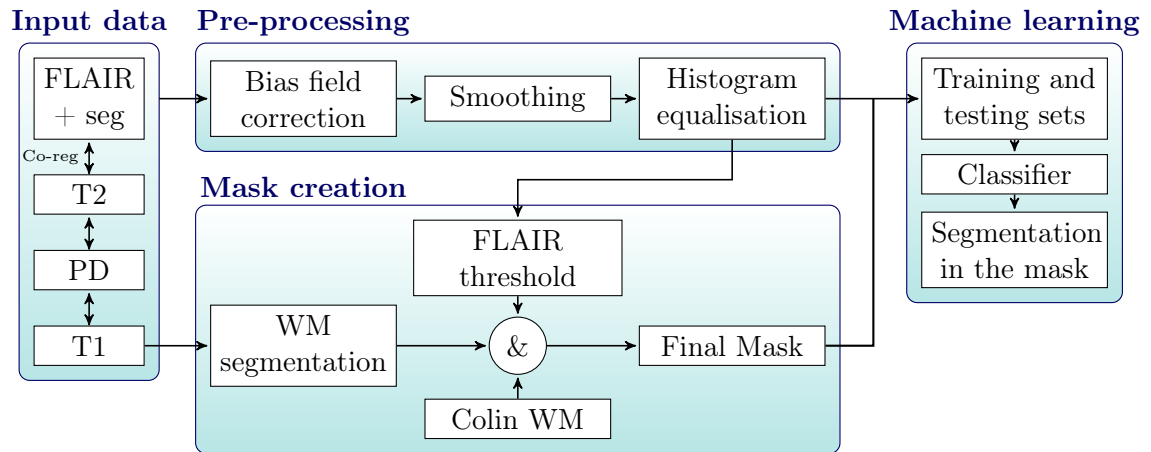 Input data
FLAIR
+ seg
Co-reg
T2
PD
T1
Pre-processing
Bias field
correction
Smoothing
Histogram
equalisation
Mask creation
FLAIR
threshold
WM
segmentation
&
Final Mask
Colin WM
Machine learning
Training and
testing sets
Classifier
Segmentation
in the mask